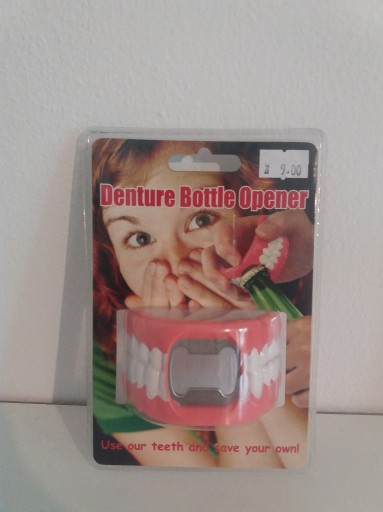 9.00
Denture Bottle Opener
Use our teeth and save your own!